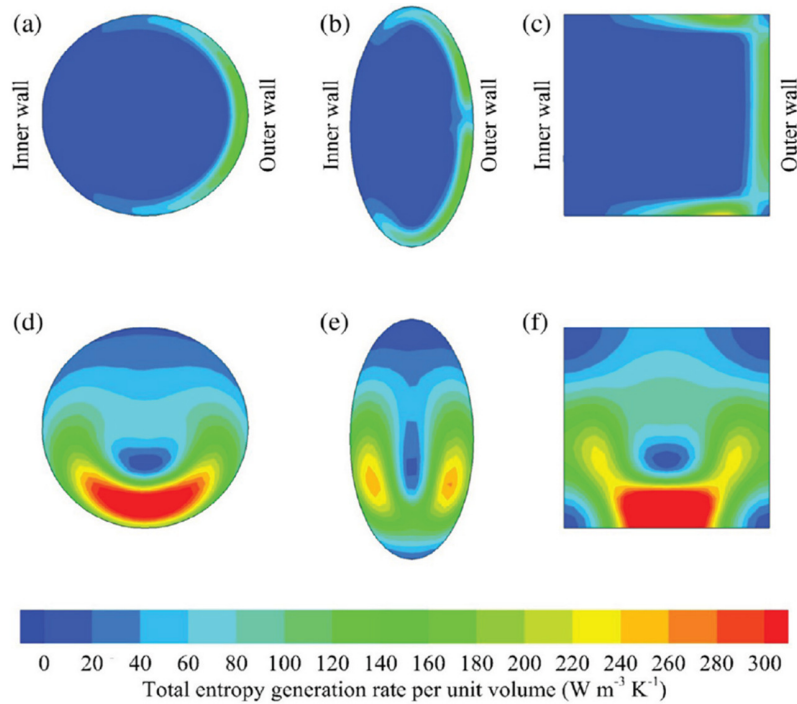 (a) (b) (c)
Inner wall Outer wall Inner wall Outer wall Inner wall Outer wall
(d) (e) (f)
0 20 40 60 80 100 120 140 160 180 200 220 240 260 280 300
Total entropy generation rate per unit volume (W m⁻³ K⁻¹)